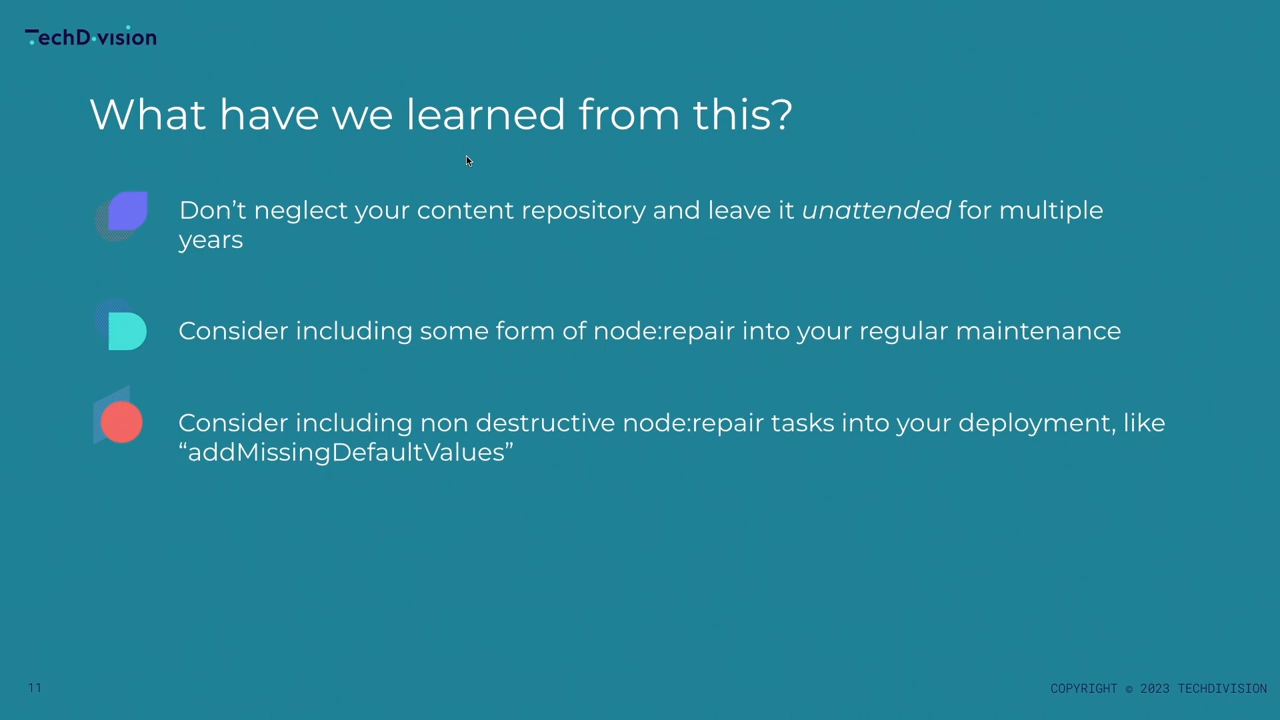 TechDivision
What have we learned from this?
Don’t neglect your content repository and leave it unattended for multiple
years
Consider including some form of node:repair into your regular maintenance
Consider including non destructive node:repair tasks into your deployment, like
“addMissingDefaultValues”
11
COPYRIGHT © 2023 TECHDIVISION